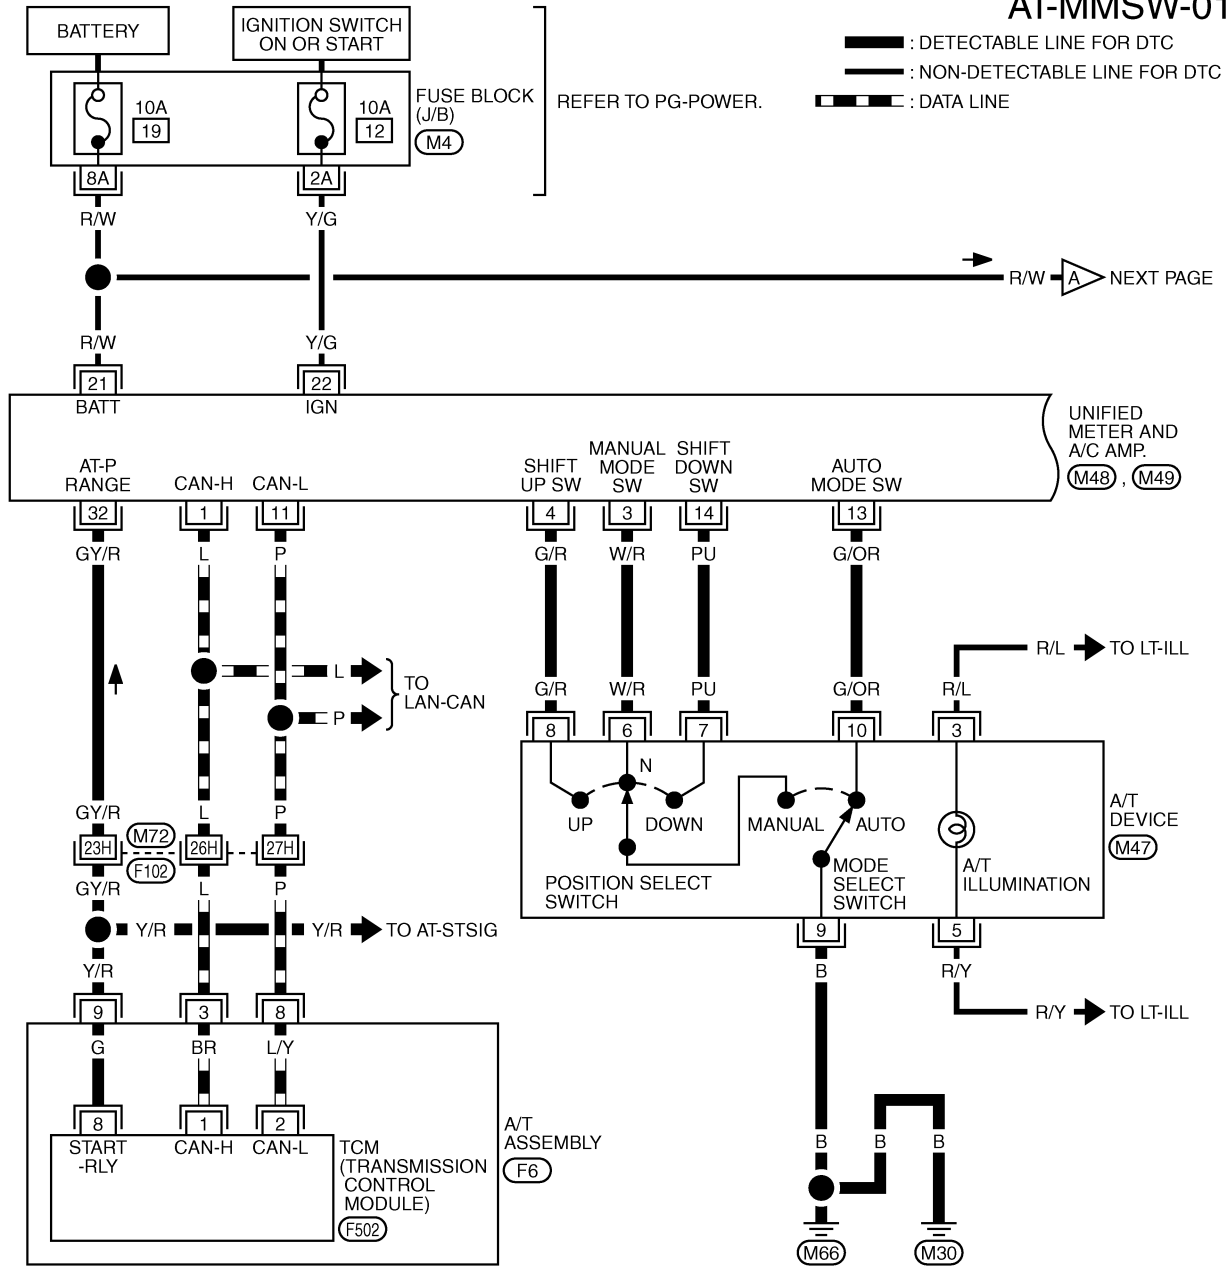 AT-MMSW-01
BATTERY
IGNITION SWITCH
ON OR START
: DETECTABLE LINE FOR DTC
: NON-DETECTABLE LINE FOR DTC
: DATA LINE
10A
19
10A
12
FUSE BLOCK
(J/B)
M4
REFER TO PG-POWER.
8A
2A
R/W
Y/G
R/W
A
NEXT PAGE
R/W
Y/G
21
22
BATT
IGN
UNIFIED
METER AND
A/C AMP.
M48 , M49
AT-P
RANGE
CAN-H
CAN-L
SHIFT
UP SW
MANUAL
MODE
SW
SHIFT
DOWN
SW
AUTO
MODE SW
32
1
11
4
3
14
13
GY/R
L
P
G/R
W/R
PU
G/OR
R/L
TO LT-ILL
L
P
TO
LAN-CAN
G/R
W/R
PU
G/OR
R/L
8
6
7
10
3
N
UP
DOWN
MANUAL
AUTO
POSITION SELECT
SWITCH
MODE
SELECT
SWITCH
A/T
ILLUMINATION
A/T
DEVICE
M47
GY/R
L
P
M72
23H
26H
27H
F102
GY/R
L
P
Y/R
Y/R
TO AT-STSIG
Y/R
9
5
B
R/Y
R/Y
TO LT-ILL
9
3
8
G
BR
L/Y
8
1
2
START
-RLY
CAN-H
CAN-L
TCM
(TRANSMISSION
CONTROL
MODULE)
F502
A/T
ASSEMBLY
F6
B
B
B
M66
M30